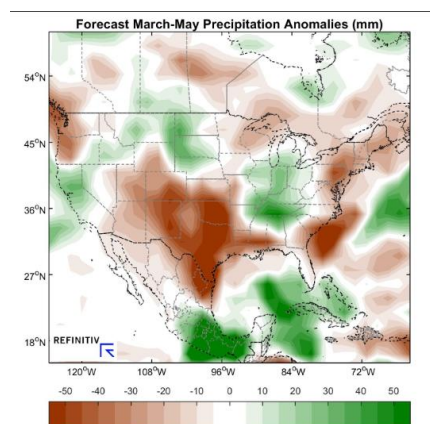 Forecast March-May Precipitation Anomalies (mm)
54°N
45°N
36°N
27°N
18°N
REFINITIV
120°W 108°W 96°W 84°W 72°W
-50 -40 -30 -20 -10 0 10 20 30 40 50